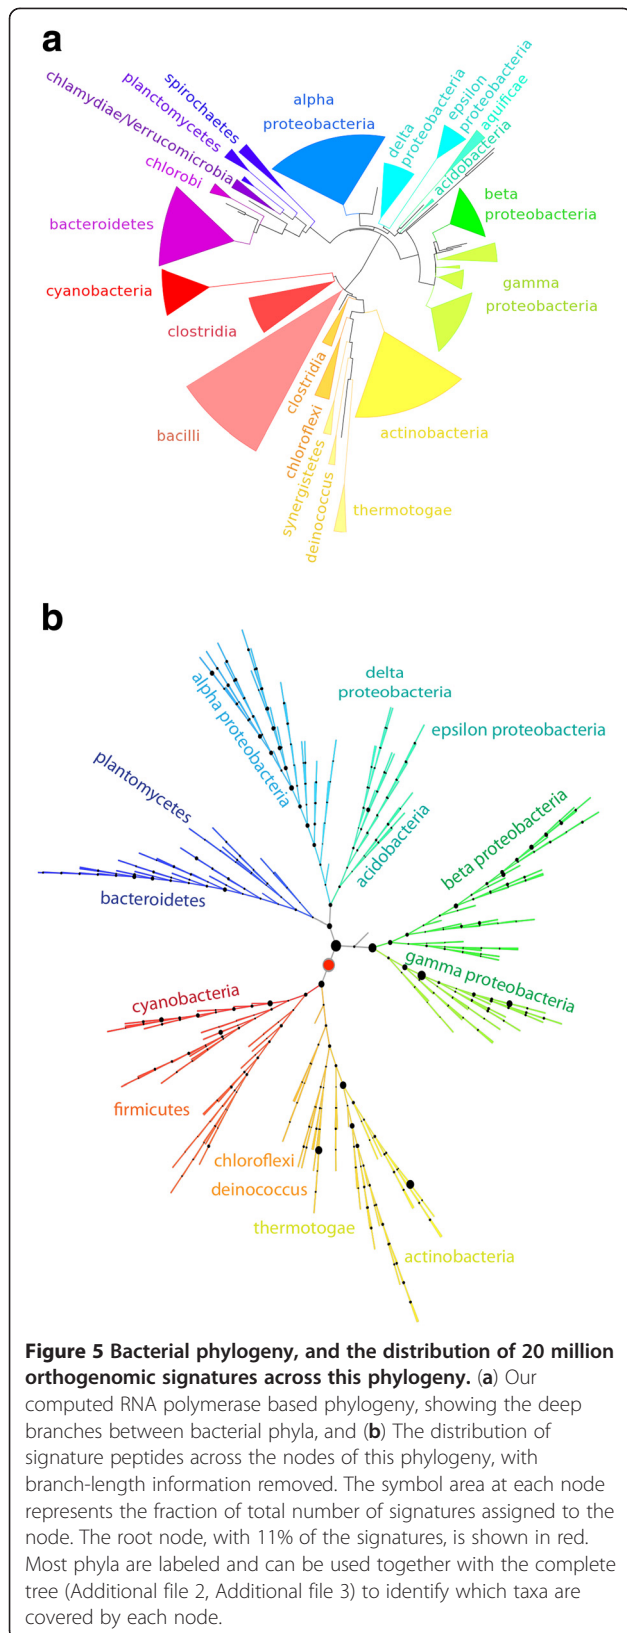 a
alpha
proteobacteria
spirochaetes
planctomycetes
chlamydiae/verrucomicrobia
chlorobi
bacteroidetes
cyanobacteria
clostridia
bacilli
delta
proteobacteria
epsilon
proteobacteria
aquificae
acidobacteria
beta
proteobacteria
gamma
proteobacteria
clostridia
chloroflexi
synergistetes
deinococcus
actinobacteria
thermotogae
b
alpha proteobacteria
delta
proteobacteria
epsilon proteobacteria
acidobacteria
plantomycetes
bacteroidetes
beta proteobacteria
gamma proteobacteria
cyanobacteria
firmicutes
chloroflexi
deinococcus
thermotogae
actinobacteria
Figure 5 Bacterial phylogeny, and the distribution of 20 million
orthogenomic signatures across this phylogeny. (a) Our
computed RNA polymerase based phylogeny, showing the deep
branches between bacterial phyla, and (b) The distribution of
signature peptides across the nodes of this phylogeny, with
branch-length information removed. The symbol area at each node
represents the fraction of total number of signatures assigned to the
node. The root node, with 11% of the signatures, is shown in red.
Most phyla are labeled and can be used together with the complete
tree (Additional file 2, Additional file 3) to identify which taxa are
covered by each node.